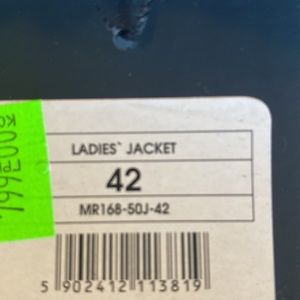 LADIES` JACKET
42
MR168-50J-42
5 902412 113819